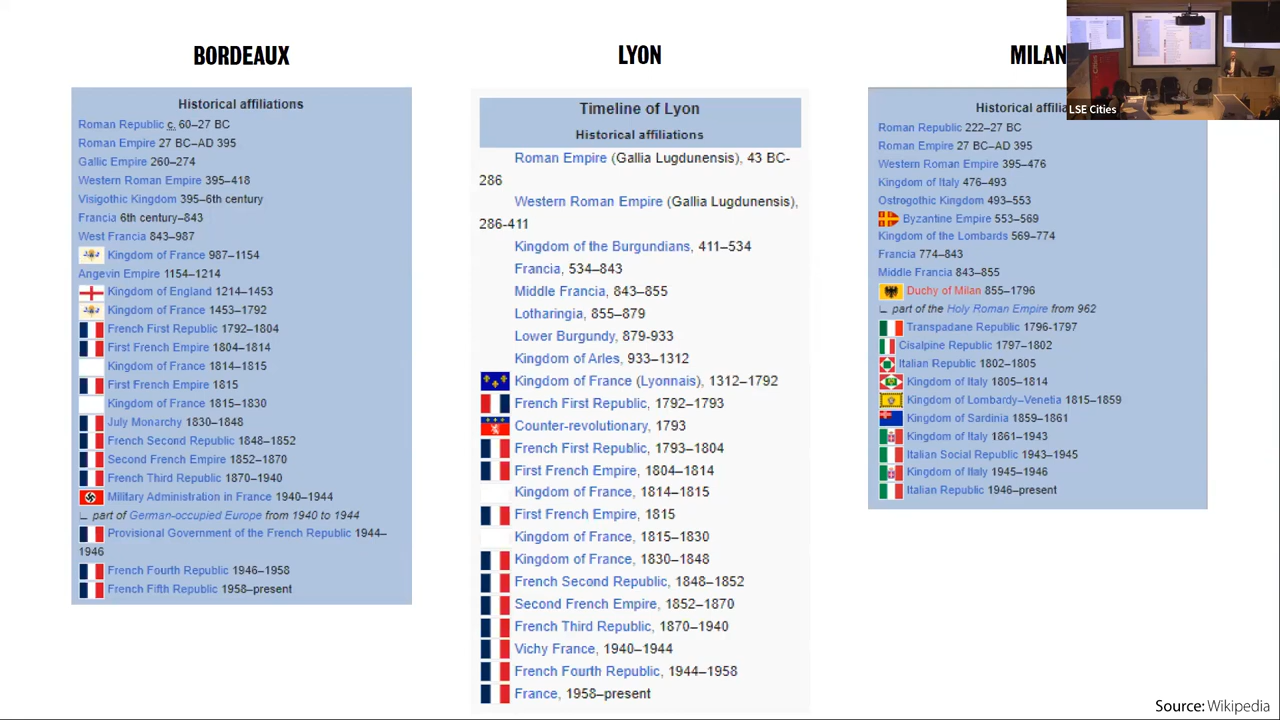 BORDEAUX
Historical affiliations
Roman Republic c. 60–27 BC
Roman Empire 27 BC–AD 395
Gallic Empire 260–274
Western Roman Empire 395–418
Visigothic Kingdom 395–6th century
Francia 6th century–843
West Francia 843–987
Kingdom of France 987–1154
Angevin Empire 1154–1214
Kingdom of England 1214–1453
Kingdom of France 1453–1792
French First Republic 1792–1804
First French Empire 1804–1814
Kingdom of France 1814–1815
First French Empire 1815
Kingdom of France 1815–1830
July Monarchy 1830–1848
French Second Republic 1848–1852
Second French Empire 1852–1870
French Third Republic 1870–1940
Military Administration in France 1940–1944
∟ part of German-occupied Europe from 1940 to 1944
Provisional Government of the French Republic 1944–
1946
French Fourth Republic 1946–1958
French Fifth Republic 1958–present
LYON
Timeline of Lyon
Historical affiliations
Roman Empire (Gallia Lugdunensis), 43 BC-
286
Western Roman Empire (Gallia Lugdunensis),
286-411
Kingdom of the Burgundians, 411–534
Francia, 534–843
Middle Francia, 843–855
Lotharingia, 855–879
Lower Burgundy, 879-933
Kingdom of Arles, 933–1312
Kingdom of France (Lyonnais), 1312–1792
French First Republic, 1792–1793
Counter-revolutionary, 1793
French First Republic, 1793–1804
First French Empire, 1804–1814
Kingdom of France, 1814–1815
First French Empire, 1815
Kingdom of France, 1815–1830
Kingdom of France, 1830–1848
French Second Republic, 1848–1852
Second French Empire, 1852–1870
French Third Republic, 1870–1940
Vichy France, 1940–1944
French Fourth Republic, 1944–1958
France, 1958–present
MILAN
Historical affilia
Roman Republic 222–27 BC
Roman Empire 27 BC–AD 395
Western Roman Empire 395–476
Kingdom of Italy 476–493
Ostrogothic Kingdom 493–553
Byzantine Empire 553–569
Kingdom of the Lombards 569–774
Francia 774–843
Middle Francia 843–855
Duchy of Milan 855–1796
∟ part of the Holy Roman Empire from 962
Transpadane Republic 1796-1797
Cisalpine Republic 1797–1802
Italian Republic 1802–1805
Kingdom of Italy 1805–1814
Kingdom of Lombardy–Venetia 1815–1859
Kingdom of Sardinia 1859–1861
Kingdom of Italy 1861–1943
Italian Social Republic 1943–1945
Kingdom of Italy 1945–1946
Italian Republic 1946–present
LSE Cities
Source: Wikipedia